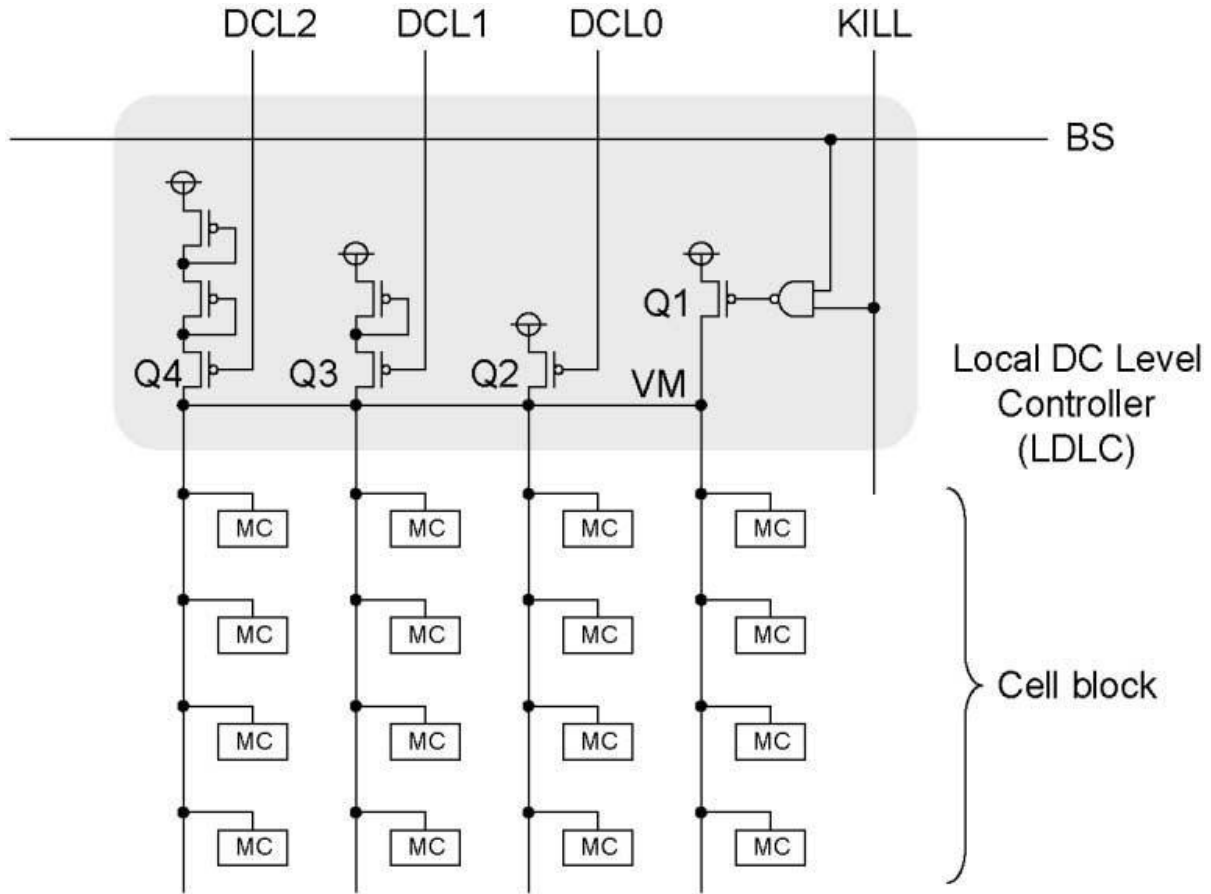 DCL2
DCL1
DCL0
KILL
BS
Q1
Q4
Q3
Q2
VM
Local DC Level
Controller
(LDLC)
MC
MC
MC
MC
MC
MC
MC
MC
Cell block
MC
MC
MC
MC
MC
MC
MC
MC